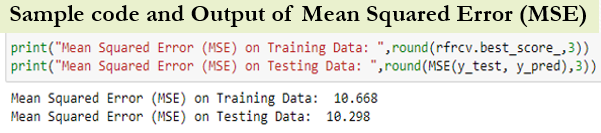 Sample code and Output of Mean Squared Error (MSE)
print("Mean Squared Error (MSE) on Training Data: ",round(rfrcv.best_score_,3))
print("Mean Squared Error (MSE) on Testing Data: ",round(MSE(y_test, y_pred),3))
Mean Squared Error (MSE) on Training Data:  10.668
Mean Squared Error (MSE) on Testing Data:  10.298